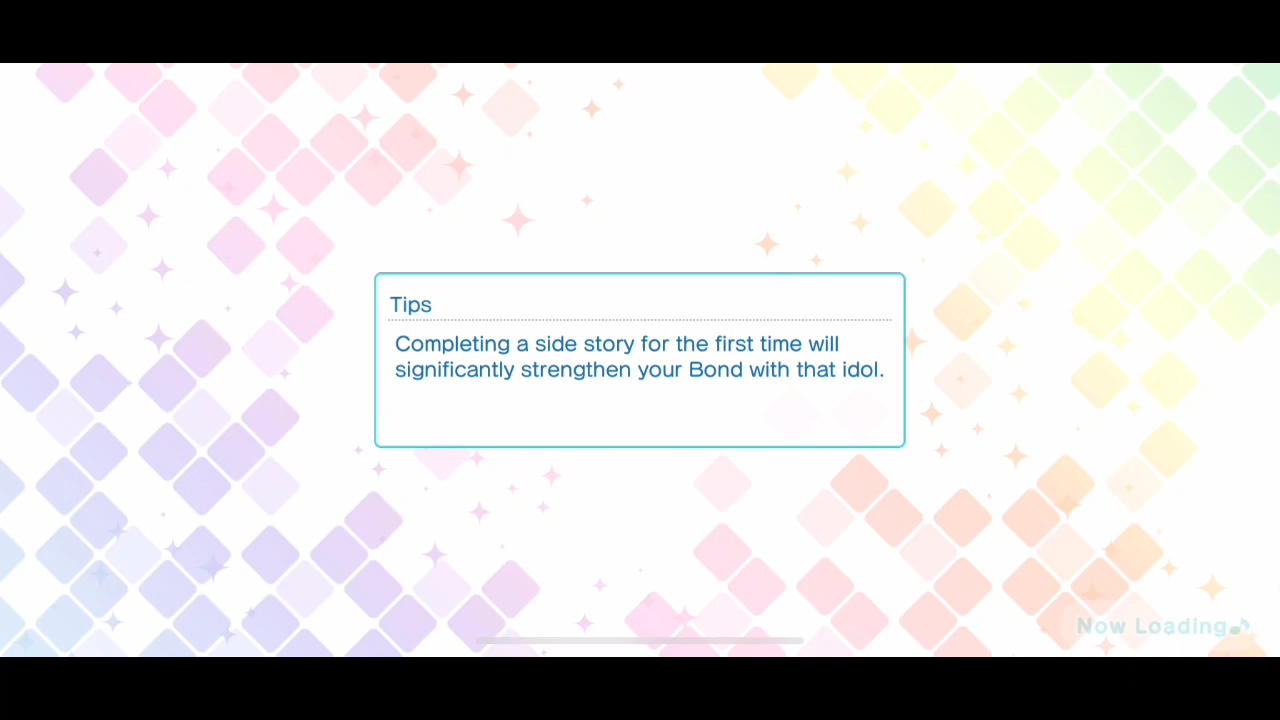 Tips
Completing a side story for the first time will
significantly strengthen your Bond with that idol.
Now Loading♪